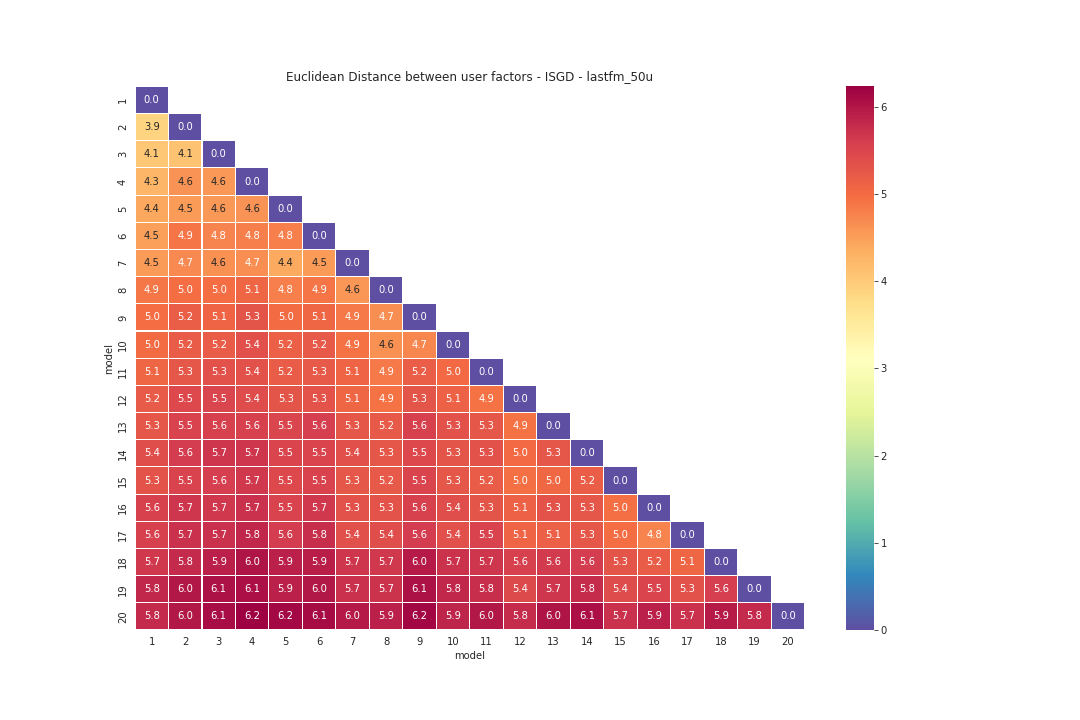 Euclidean Distance between user factors - ISGD - lastfm_50u
1 0.0
2 3.9 0.0
3 4.1 4.1 0.0
4 4.3 4.6 4.6 0.0
5 4.4 4.5 4.6 4.6 0.0
6 4.5 4.9 4.8 4.8 4.8 0.0
7 4.5 4.7 4.6 4.7 4.4 4.5 0.0
8 4.9 5.0 5.0 5.1 4.8 4.9 4.6 0.0
9 5.0 5.2 5.1 5.3 5.0 5.1 4.9 4.7 0.0
10 5.0 5.2 5.2 5.4 5.2 5.2 4.9 4.6 4.7 0.0
model
11 5.1 5.3 5.3 5.4 5.2 5.3 5.1 4.9 5.2 5.0 0.0
12 5.2 5.5 5.5 5.4 5.3 5.3 5.1 4.9 5.3 5.1 4.9 0.0
13 5.3 5.5 5.6 5.6 5.5 5.6 5.3 5.2 5.6 5.3 5.3 4.9 0.0
14 5.4 5.6 5.7 5.7 5.5 5.5 5.4 5.3 5.5 5.3 5.3 5.0 5.3 0.0
15 5.3 5.5 5.6 5.7 5.5 5.5 5.3 5.2 5.5 5.3 5.2 5.0 5.0 5.2 0.0
16 5.6 5.7 5.7 5.7 5.5 5.7 5.3 5.3 5.6 5.4 5.3 5.1 5.3 5.3 5.0 0.0
17 5.6 5.7 5.7 5.8 5.6 5.8 5.4 5.4 5.6 5.4 5.5 5.1 5.1 5.3 5.0 4.8 0.0
18 5.7 5.8 5.9 6.0 5.9 5.9 5.7 5.7 6.0 5.7 5.7 5.6 5.6 5.6 5.3 5.2 5.1 0.0
19 5.8 6.0 6.1 6.1 5.9 6.0 5.7 5.7 6.1 5.8 5.8 5.4 5.7 5.8 5.4 5.5 5.3 5.6 0.0
20 5.8 6.0 6.1 6.2 6.2 6.1 6.0 5.9 6.2 5.9 6.0 5.8 6.0 6.1 5.7 5.9 5.7 5.9 5.8 0.0
1 2 3 4 5 6 7 8 9 10 11 12 13 14 15 16 17 18 19 20
model
6
5
4
3
2
1
0